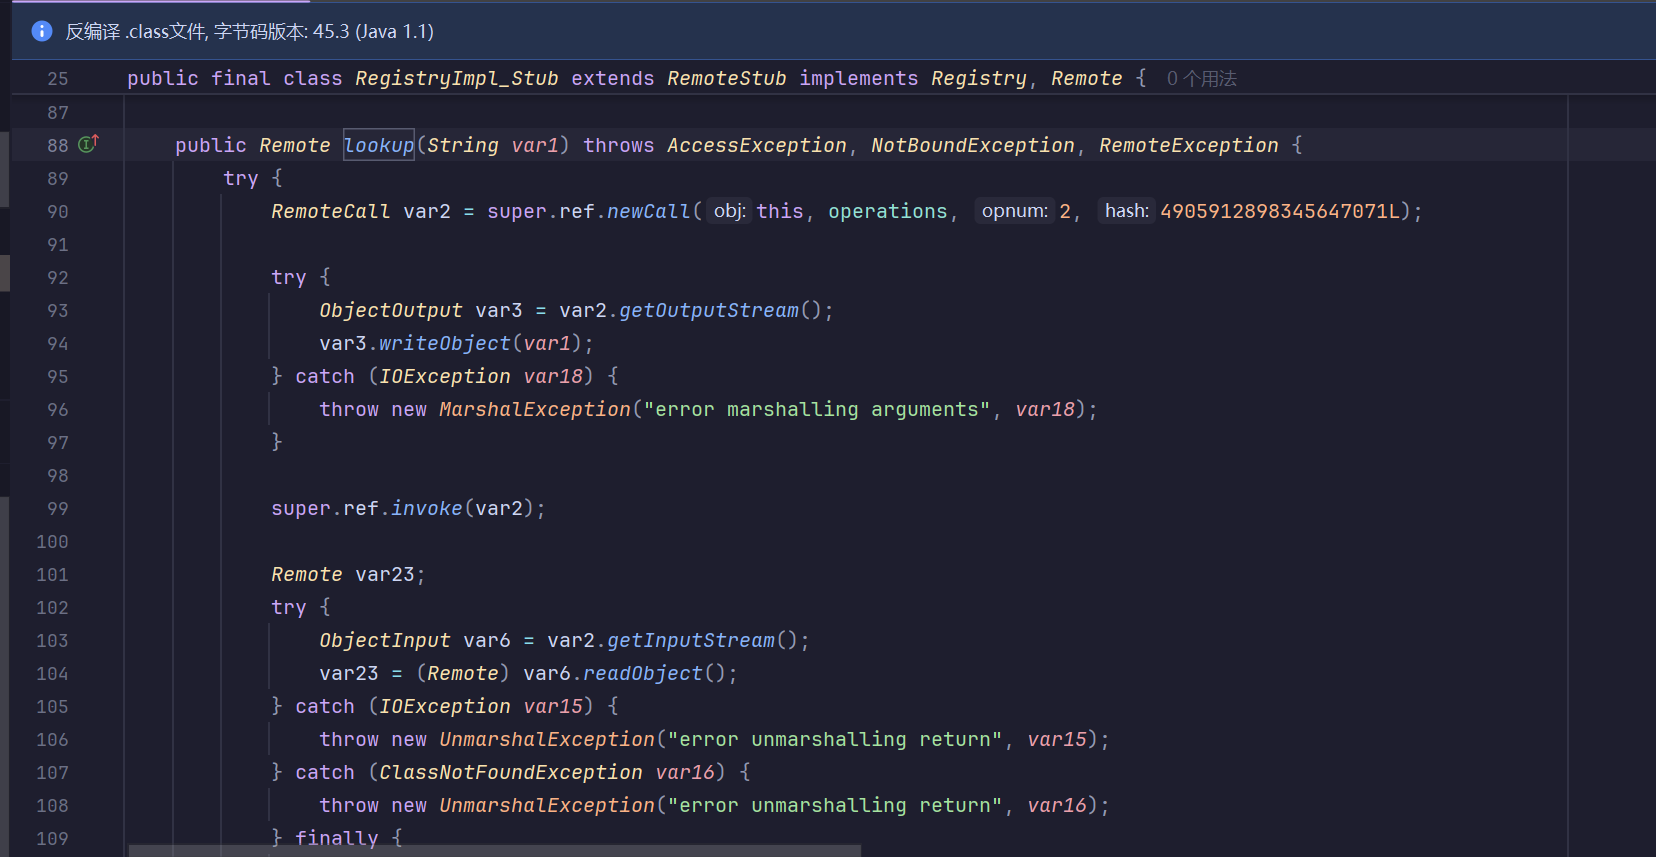 反编译 .class文件, 字节码版本: 45.3 (Java 1.1)
25 public final class RegistryImpl_Stub extends RemoteStub implements Registry, Remote { 0 个用法
87
88 public Remote lookup(String var1) throws AccessException, NotBoundException, RemoteException {
89 try {
90 RemoteCall var2 = super.ref.newCall( obj: this, operations, opnum: 2, hash: 4905912898345647071L);
91
92 try {
93 ObjectOutput var3 = var2.getOutputStream();
94 var3.writeObject(var1);
95 } catch (IOException var18) {
96 throw new MarshalException("error marshalling arguments", var18);
97 }
98
99 super.ref.invoke(var2);
100
101 Remote var23;
102 try {
103 ObjectInput var6 = var2.getInputStream();
104 var23 = (Remote) var6.readObject();
105 } catch (IOException var15) {
106 throw new UnmarshalException("error unmarshalling return", var15);
107 } catch (ClassNotFoundException var16) {
108 throw new UnmarshalException("error unmarshalling return", var16);
109 } finally {